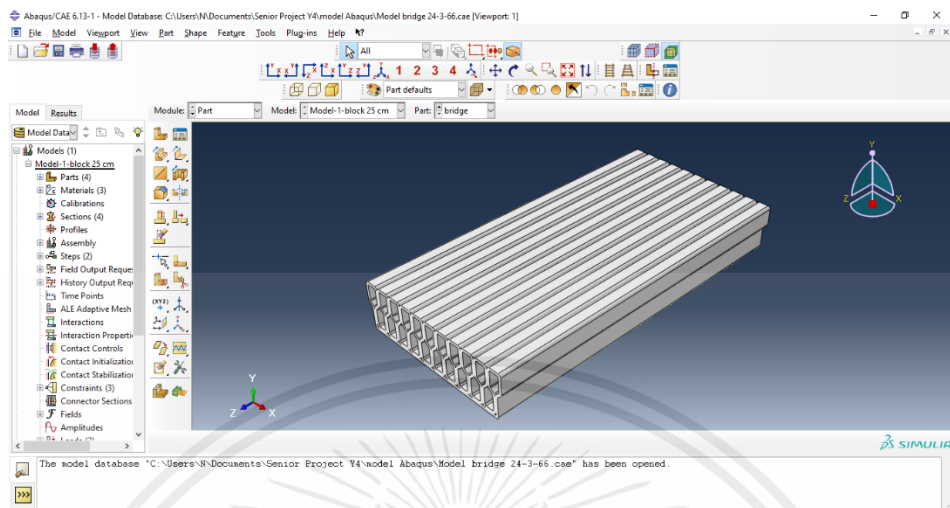 Abaqus/CAE 6.13-1 - Model Database: C:\Users\N\Documents\Senior Project Y4\model Abaqus\Model bridge 24-3-66.cae [Viewport: 1]
File Model Viewport View Part Shape Feature Tools Plug-ins Help
All
1 2 3 4
Part defaults
Model Results
Module: Part Model: Model-1-block 25 cm Part: bridge
Model Data
Models (1)
Model-1-block 25 cm
Parts (4)
Materials (3)
Calibrations
Sections (4)
Profiles
Assembly
Steps (2)
Field Output Reque
History Output Req
Time Points
ALE Adaptive Mesh
Interactions
Interaction Properti
Contact Controls
Contact Initialization
Contact Stabilization
Constraints (3)
Connector Sections
Fields
Amplitudes
Y
Z X
Y
Z X
SIMULIA
The model database "C:\Users\N\Documents\Senior Project Y4\model Abaqus\Model bridge 24-3-66.cae" has been opened.
>>>